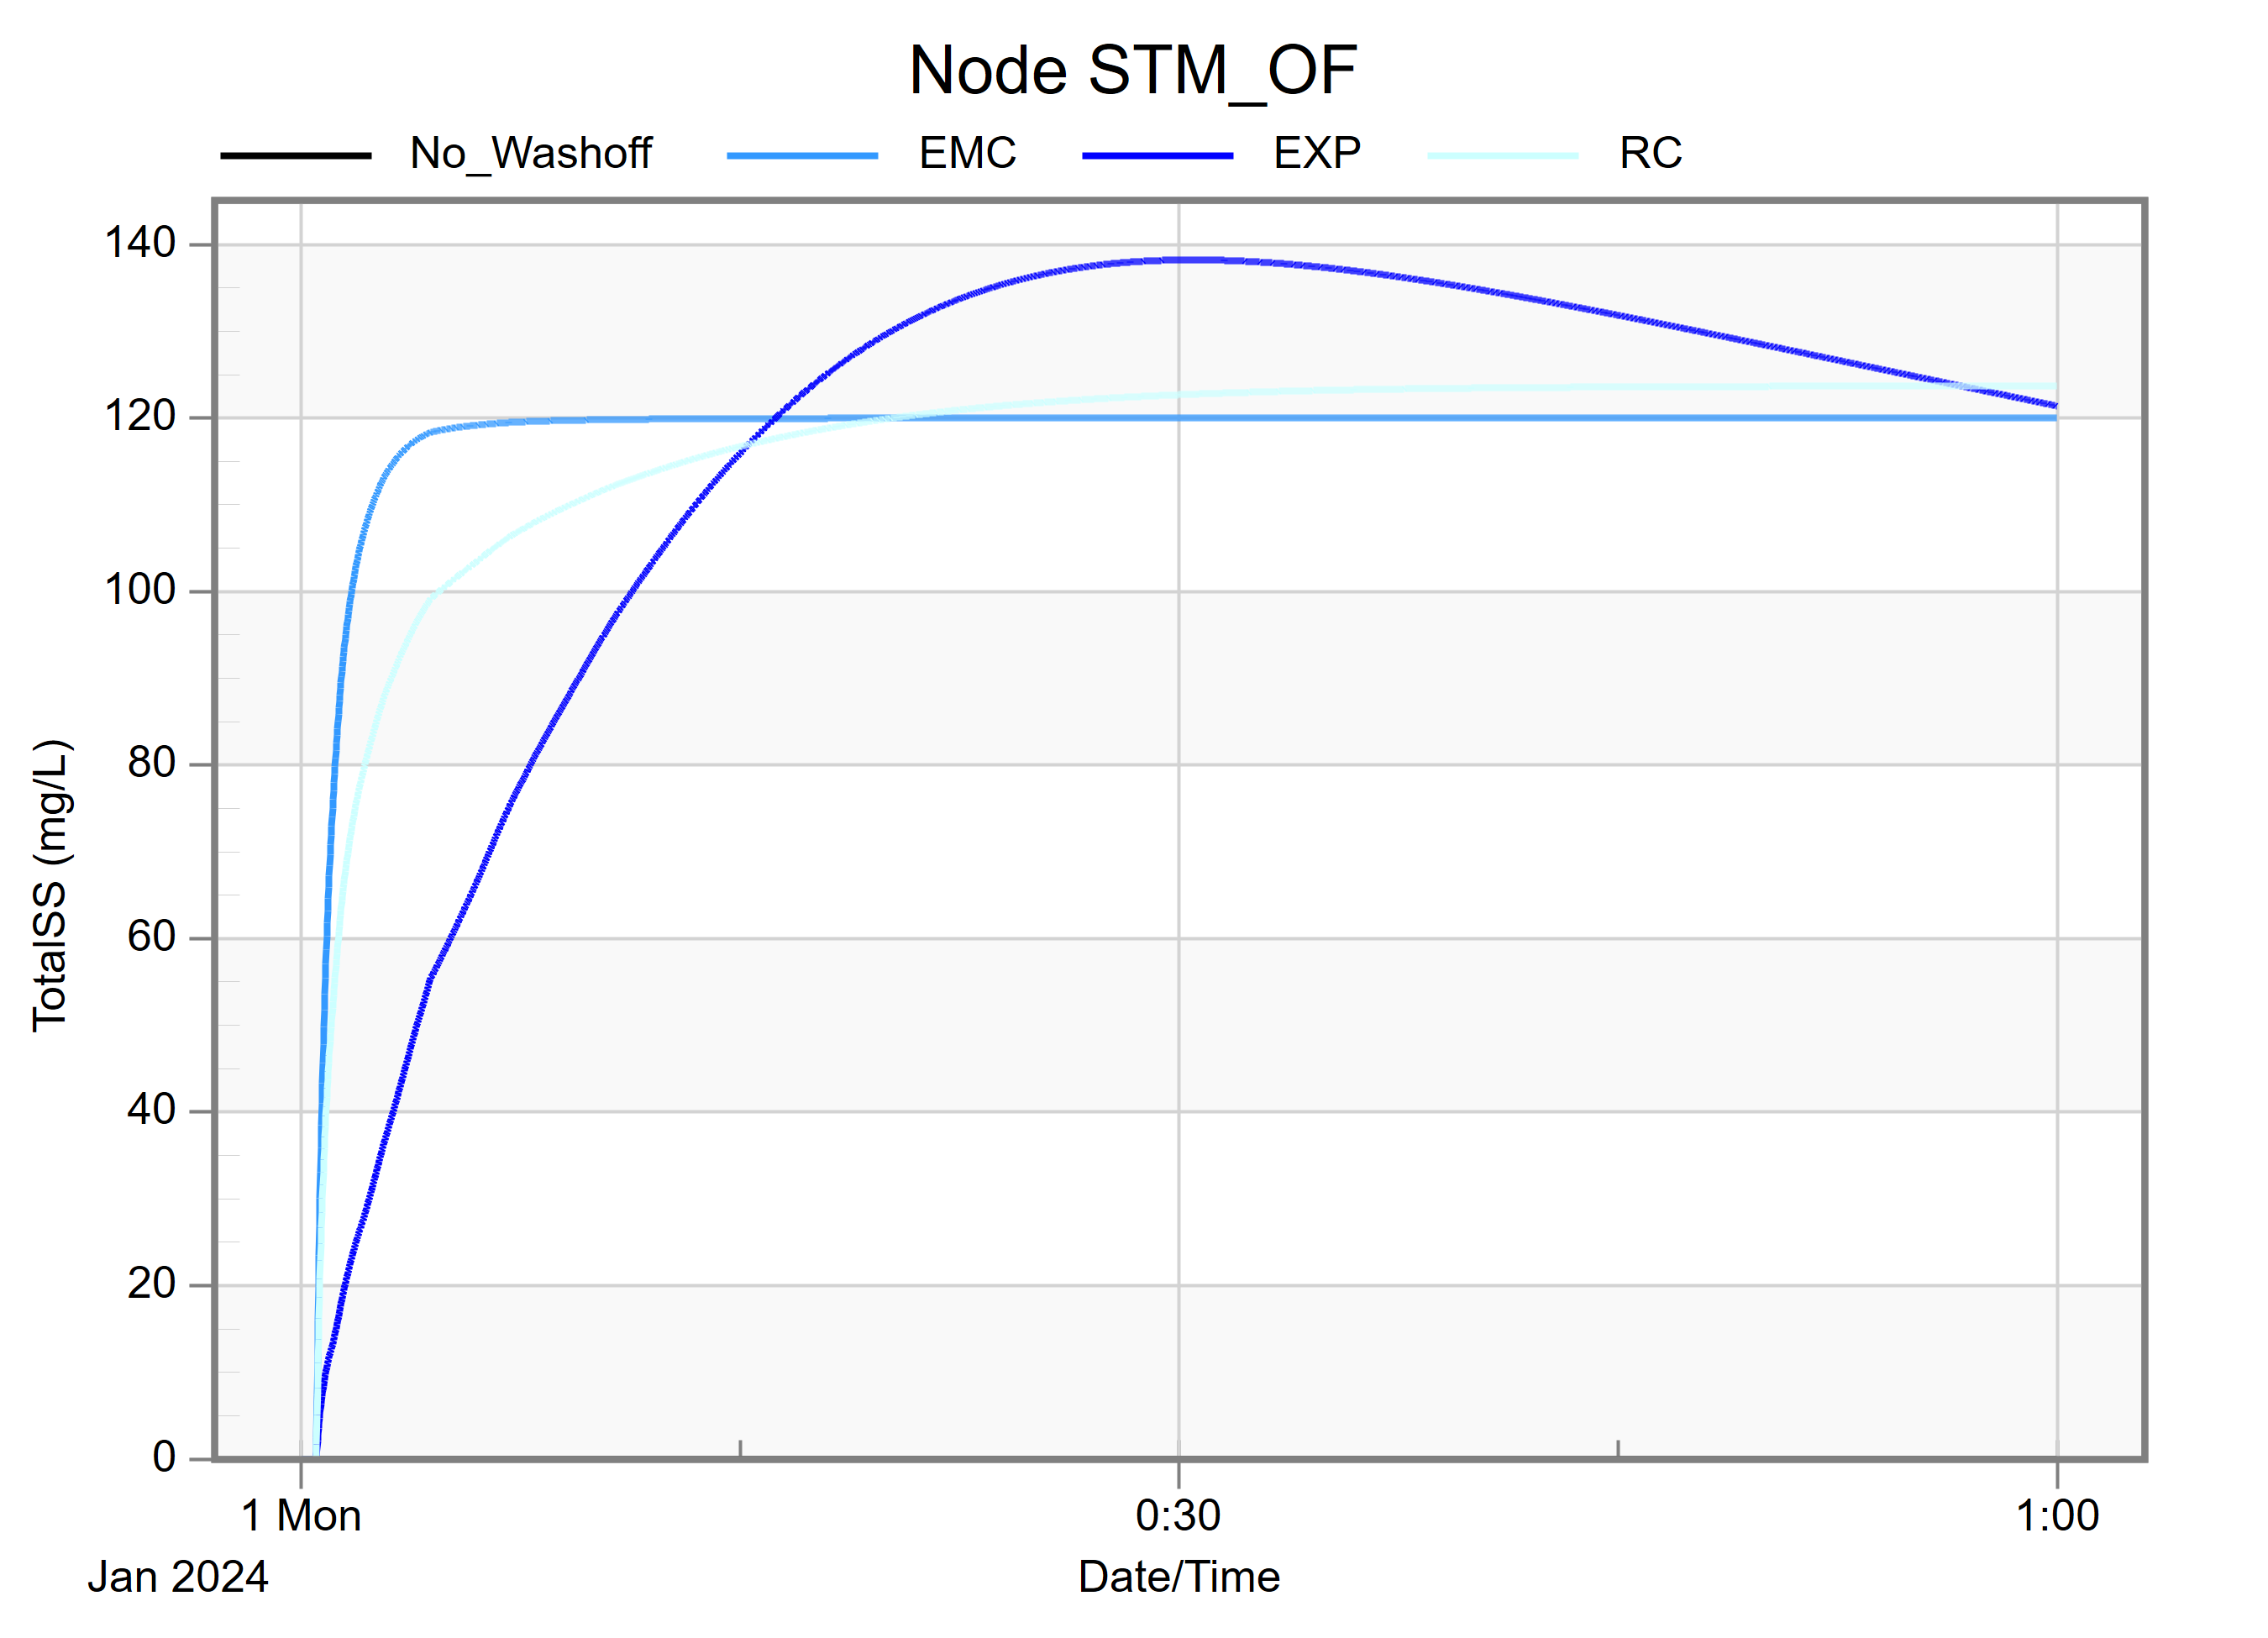 Node STM_OF
No_Washoff EMC EXP RC
140
120
100
80
60
40
20
0
TotalSS (mg/L)
1 Mon 0:30 1:00
Jan 2024 Date/Time